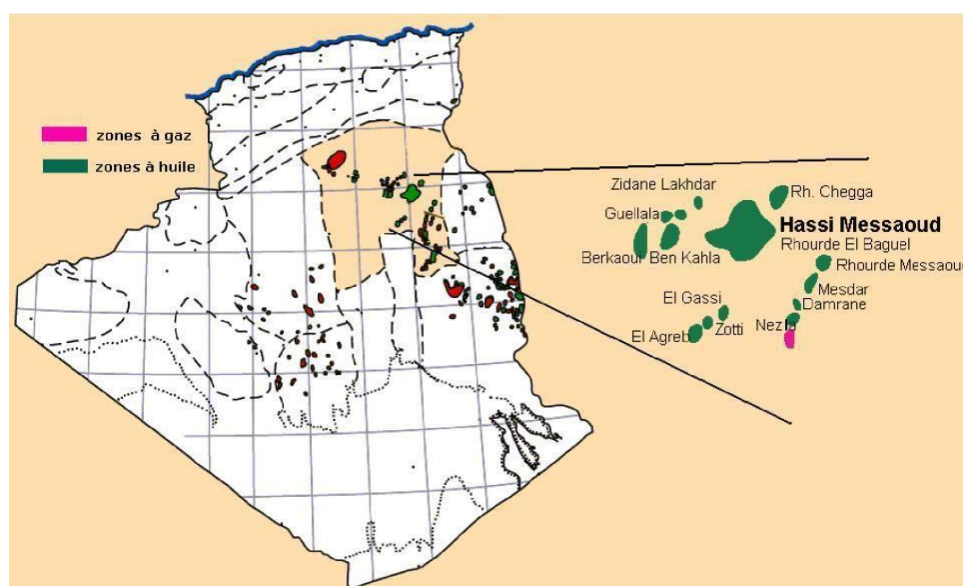 zones à gaz
zones à huile
Zidane Lakhdar
Rh. Chegga
Guellala
Hassi Messaoud
Rhourde El Baguel
Berkaoui Ben Kahla
Rhourde Messaoud
Mesdar
El Gassi
Damrane
Nezla
Zotti
El Agreb